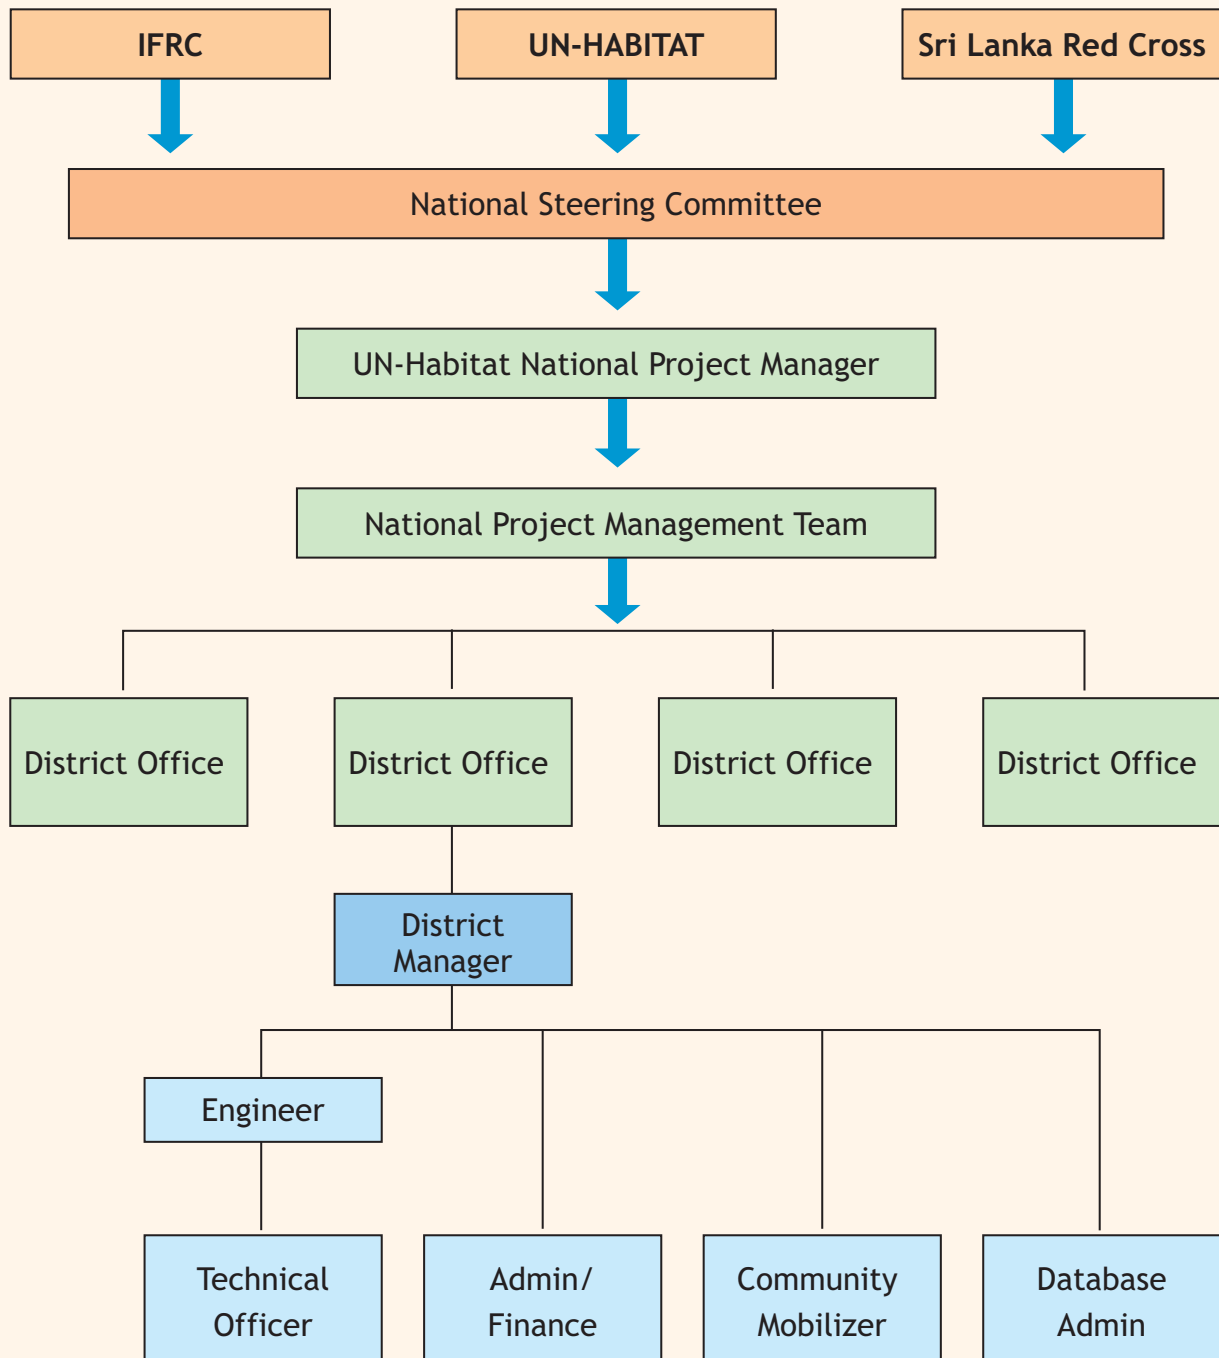 IFRC
UN-HABITAT
Sri Lanka Red Cross
National Steering Committee
UN-Habitat National Project Manager
National Project Management Team
District Office
District Office
District Office
District Office
District
Manager
Engineer
Technical
Officer
Admin/
Finance
Community
Mobilizer
Database
Admin